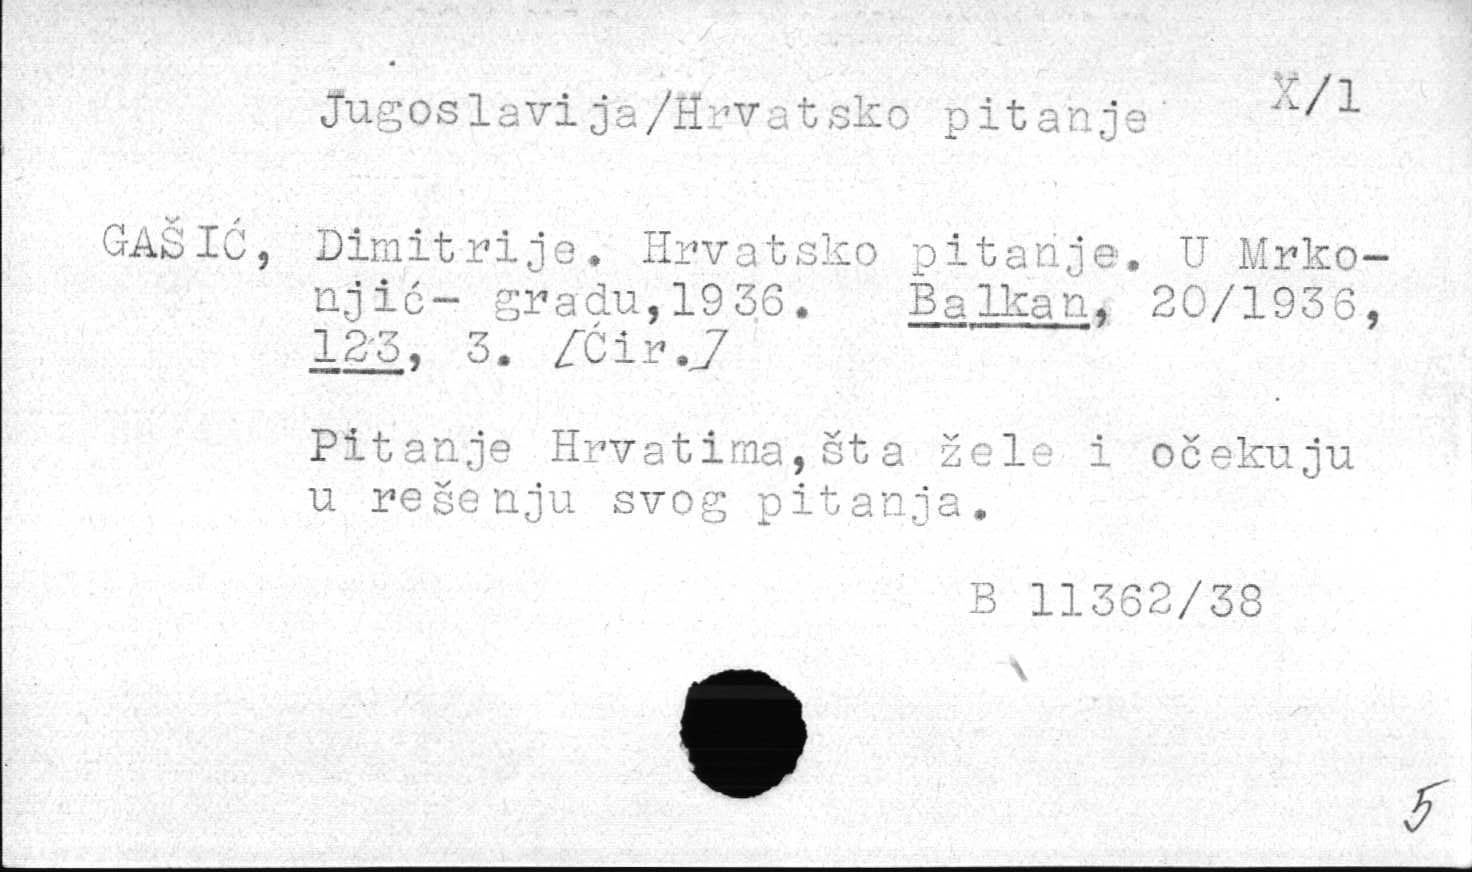 Jugoslavija/Hrvatsko pitanje X/1
GAŠIĆ, Dimitrije. Hrvatsko pitanje. U Mrko-
njić- gradu,1936. Balkan, 20/1936,
123, 3. [Ćir.]
Pitanje Hrvatima,šta žele i očekuju
u rešenju svog pitanja.
B 11362/38
5